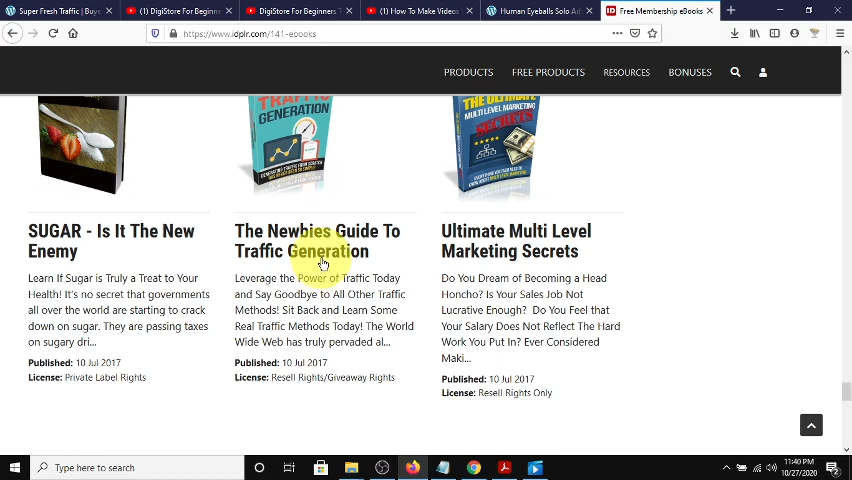 Super Fresh Traffic | Buye
(1) DigiStore For Beginne
DigiStore For Beginners T
(1) How To Make Videos
Human Eyeballs Solo Ad
Free Membership eBooks
https://www.idplr.com/141-ebooks
PRODUCTS
FREE PRODUCTS
RESOURCES
BONUSES
TRAFFIC
GENERATION
THE ULTIMATE
MULTI LEVEL
MARKETING
SECRETS
SUGAR - Is It The New
Enemy
Learn If Sugar is Truly a Treat to Your
Health! It's no secret that governments
all over the world are starting to crack
down on sugar. They are passing taxes
on sugary dri...
Published: 10 Jul 2017
License: Private Label Rights
The Newbies Guide To
Traffic Generation
Leverage the Power of Traffic Today
and Say Goodbye to All Other Traffic
Methods! Sit Back and Learn Some
Real Traffic Methods Today! The World
Wide Web has truly pervaded al...
Published: 10 Jul 2017
License: Resell Rights/Giveaway Rights
Ultimate Multi Level
Marketing Secrets
Do You Dream of Becoming a Head
Honcho? Is Your Sales Job Not
Lucrative Enough? Do You Feel that
Your Salary Does Not Reflect The Hard
Work You Put In? Ever Considered
Maki...
Published: 10 Jul 2017
License: Resell Rights Only
Type here to search
11:40 PM
10/27/2020